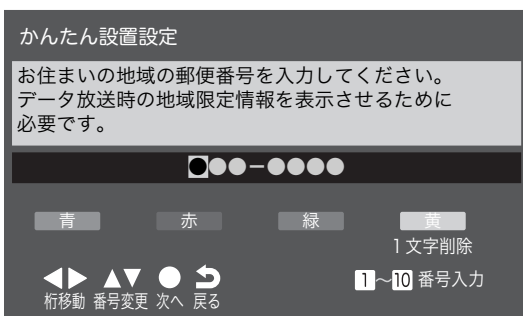 かんたん設置設定
お住まいの地域の郵便番号を入力してください。
データ放送時の地域限定情報を表示させるために
必要です。
●●●−●●●●
青 赤 緑 黄
1文字削除
桁移動 番号変更 次へ 戻る 1～10 番号入力